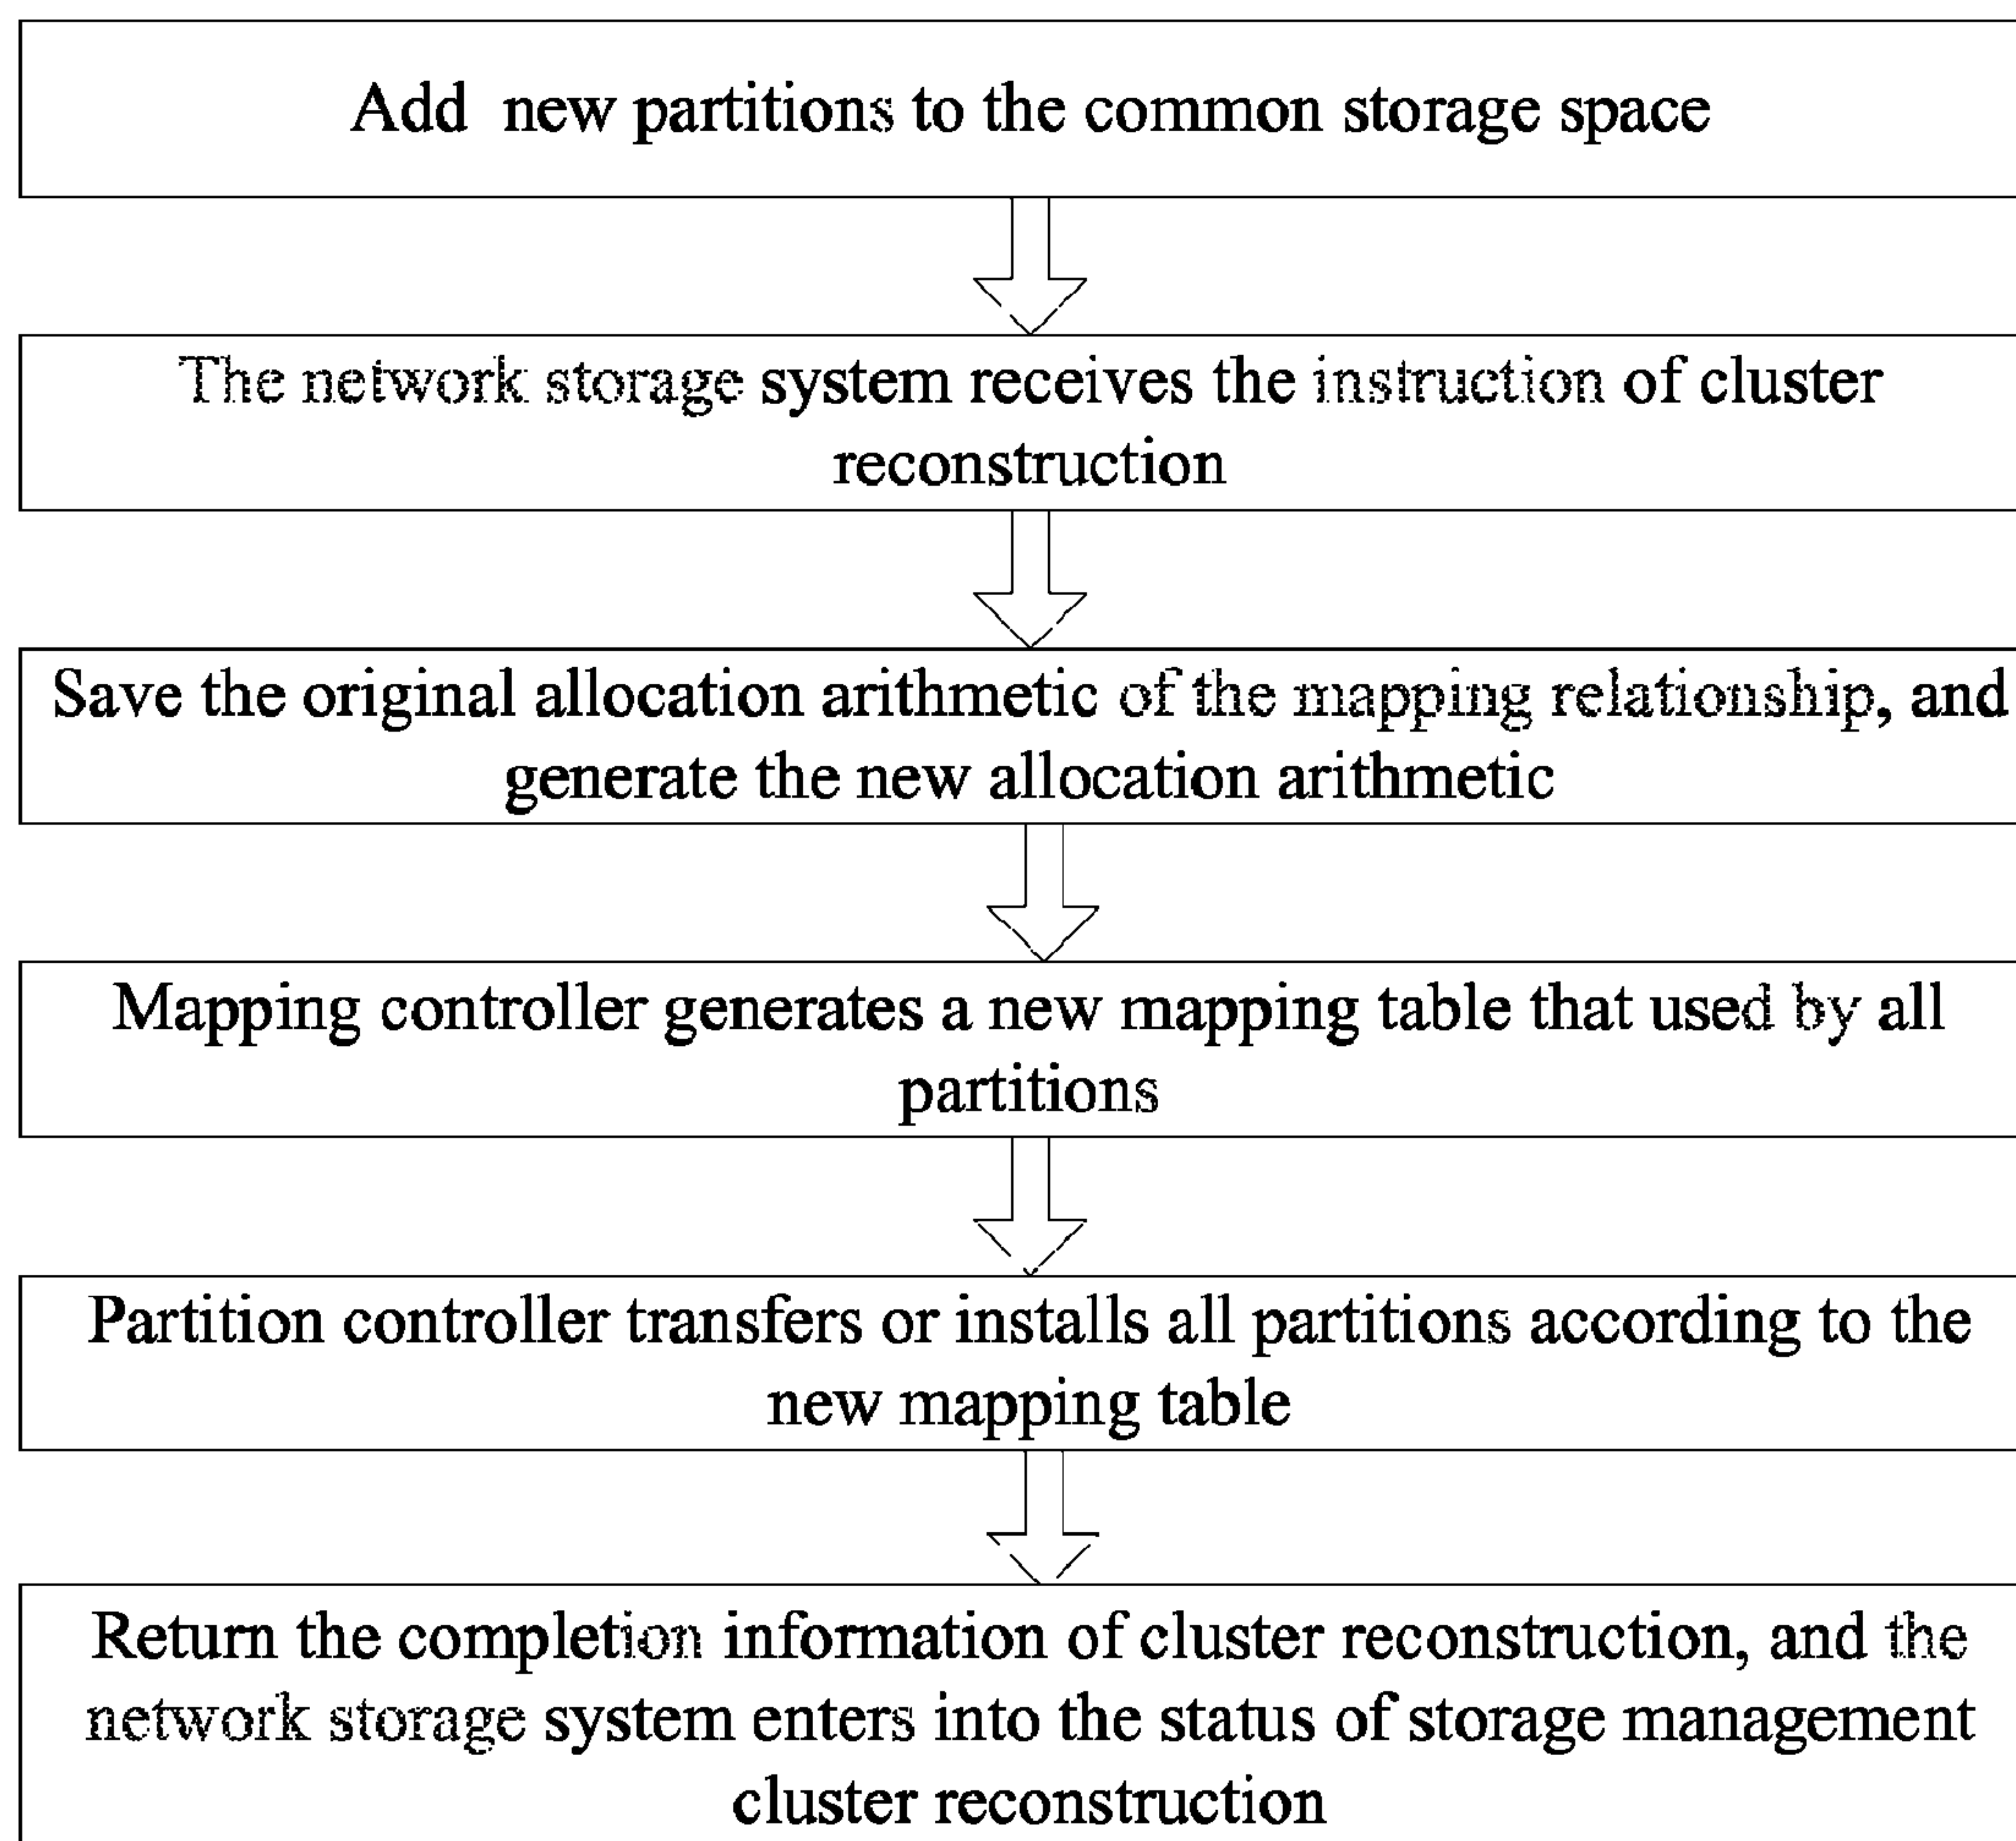 Add new partitions to the common storage space
The network storage system receives the instruction of cluster
reconstruction
Save the original allocation arithmetic of the mapping relationship, and
generate the new allocation arithmetic
Mapping controller generates a new mapping table that used by all
partitions
Partition controller transfers or installs all partitions according to the
new mapping table
Return the completion information of cluster reconstruction, and the
network storage system enters into the status of storage management
cluster reconstruction